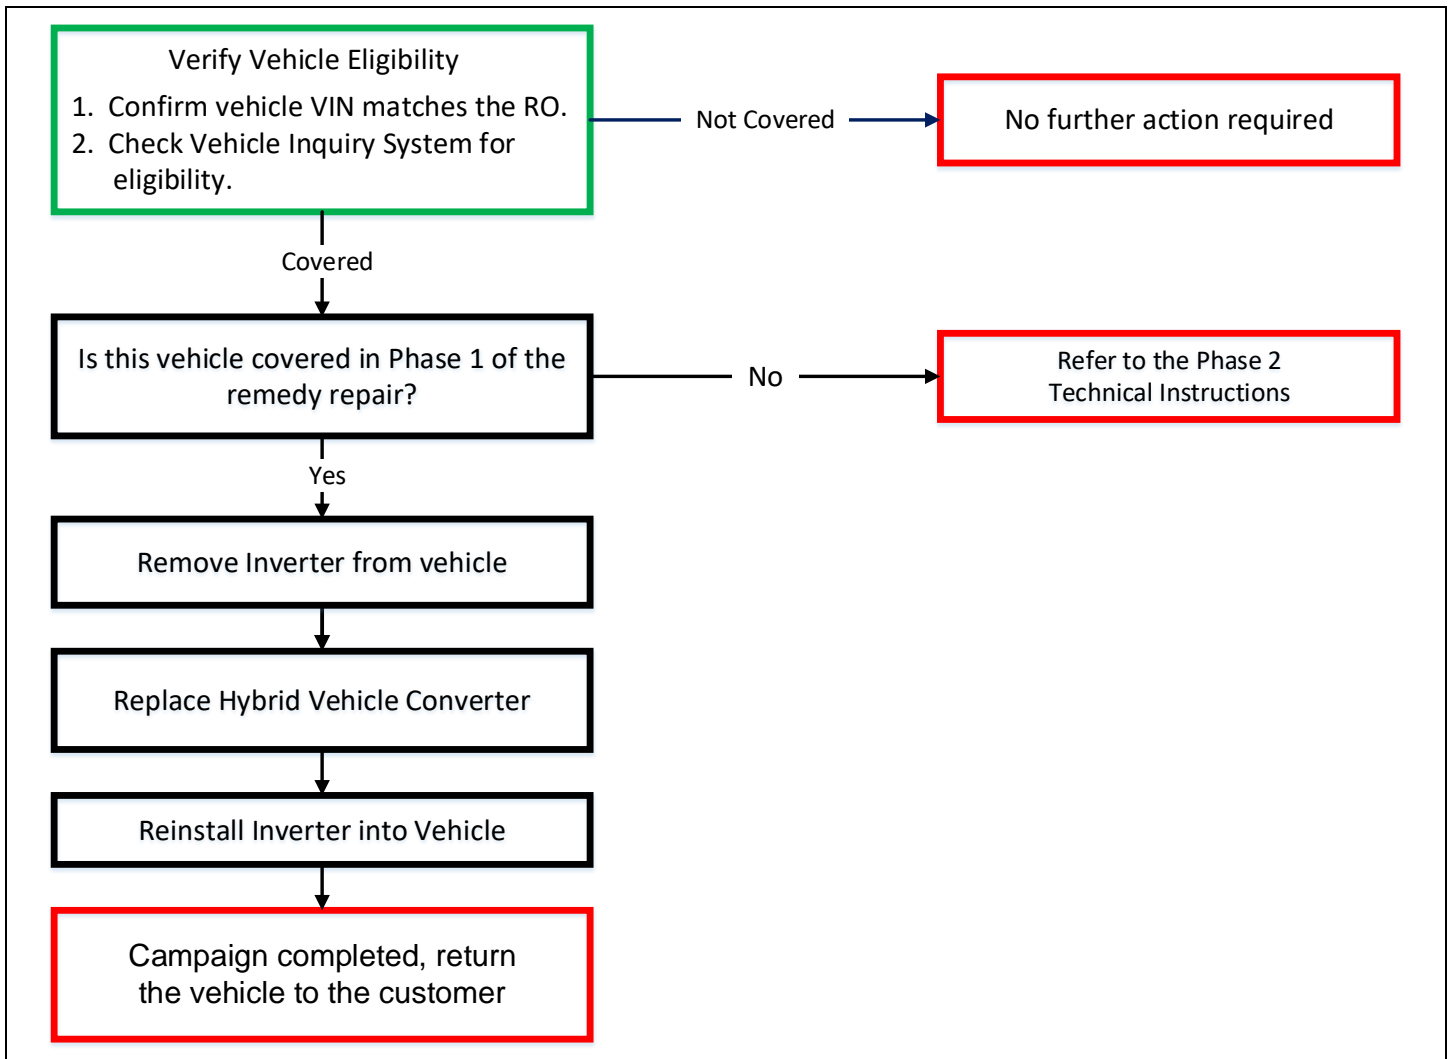 Verify Vehicle Eligibility
1. Confirm vehicle VIN matches the RO.
2. Check Vehicle Inquiry System for
eligibility.
Not Covered
No further action required
Covered
Is this vehicle covered in Phase 1 of the
remedy repair?
No
Refer to the Phase 2
Technical Instructions
Yes
Remove Inverter from vehicle
Replace Hybrid Vehicle Converter
Reinstall Inverter into Vehicle
Campaign completed, return
the vehicle to the customer